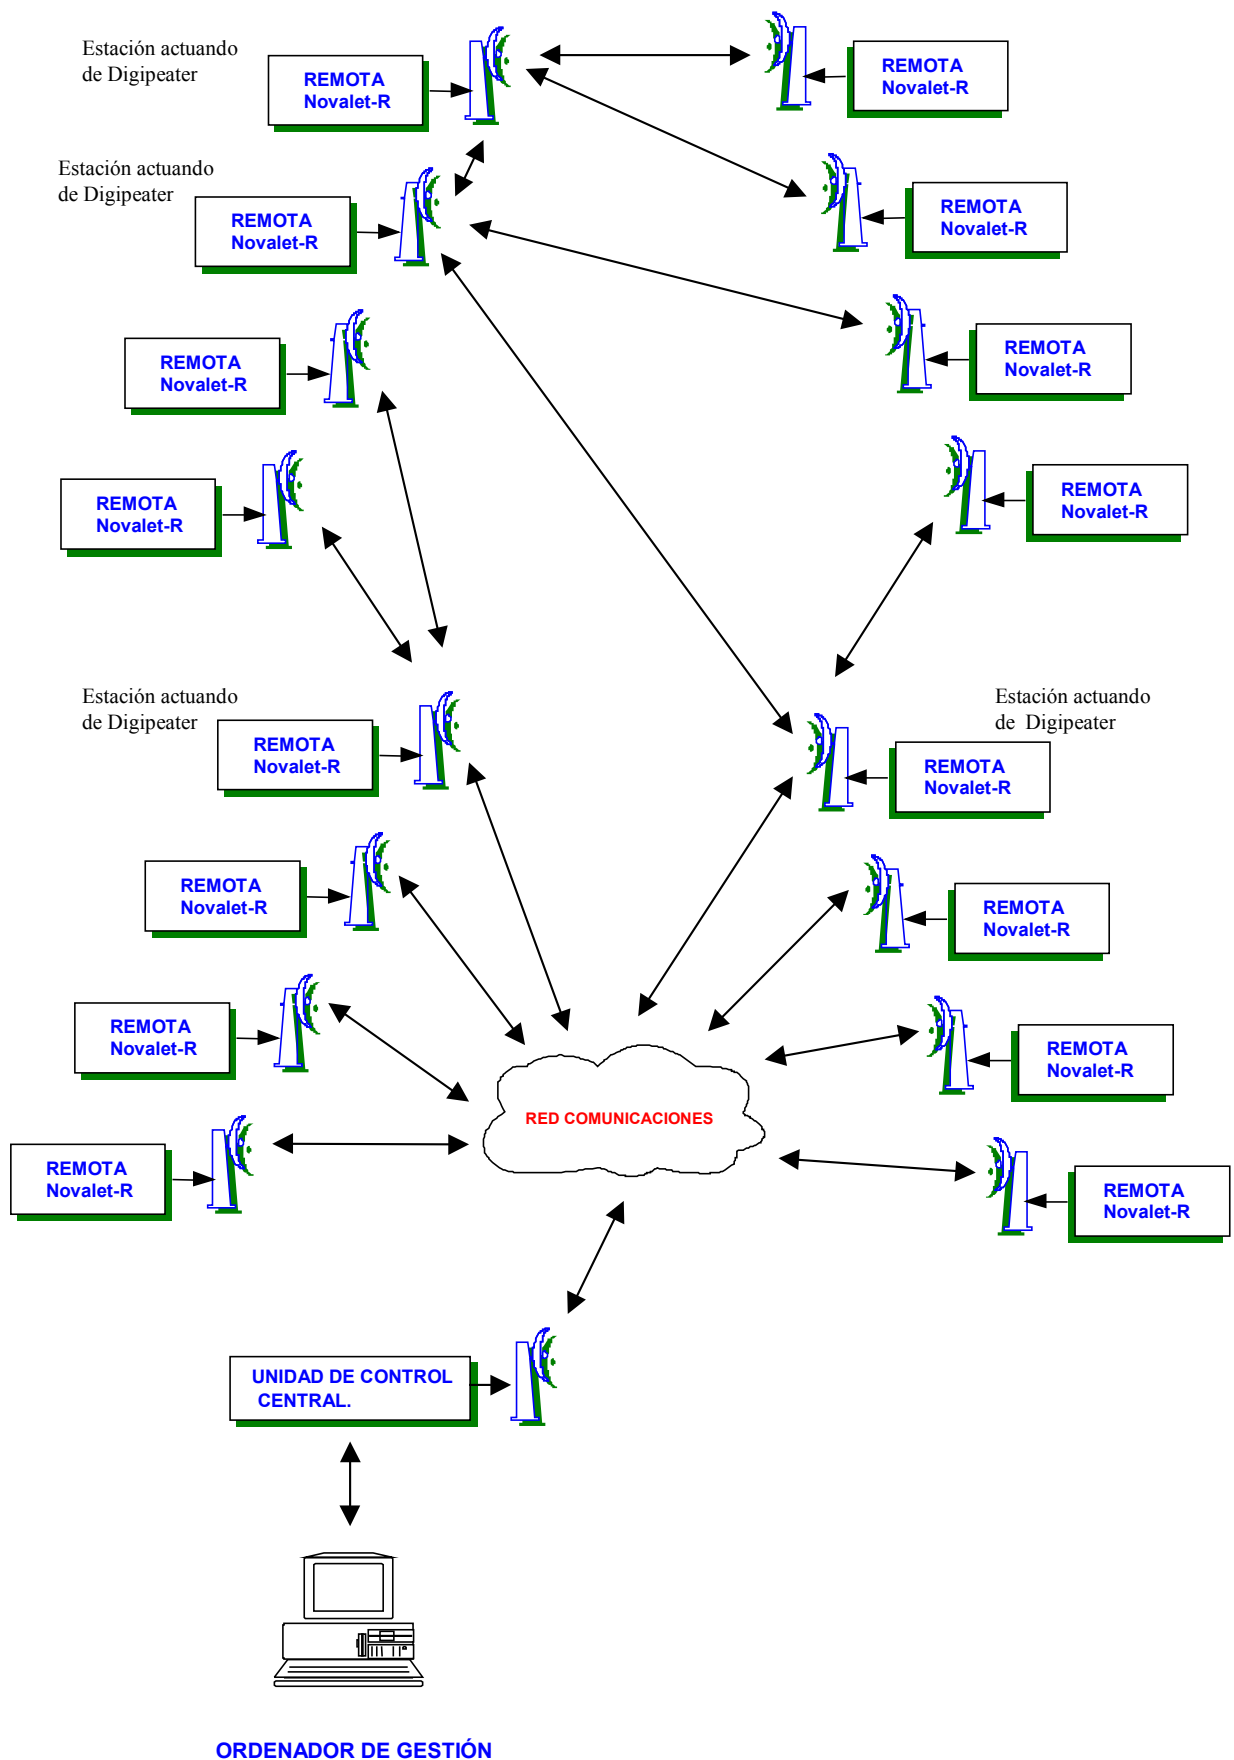 Estación actuando
de Digipeater
REMOTA
Novalet-R
REMOTA
Novalet-R
Estación actuando
de Digipeater
REMOTA
Novalet-R
REMOTA
Novalet-R
REMOTA
Novalet-R
REMOTA
Novalet-R
REMOTA
Novalet-R
REMOTA
Novalet-R
Estación actuando
de Digipeater
REMOTA
Novalet-R
Estación actuando
de  Digipeater
REMOTA
Novalet-R
REMOTA
Novalet-R
REMOTA
Novalet-R
REMOTA
Novalet-R
REMOTA
Novalet-R
RED COMUNICACIONES
REMOTA
Novalet-R
REMOTA
Novalet-R
UNIDAD DE CONTROL
CENTRAL.
ORDENADOR DE GESTIÓN